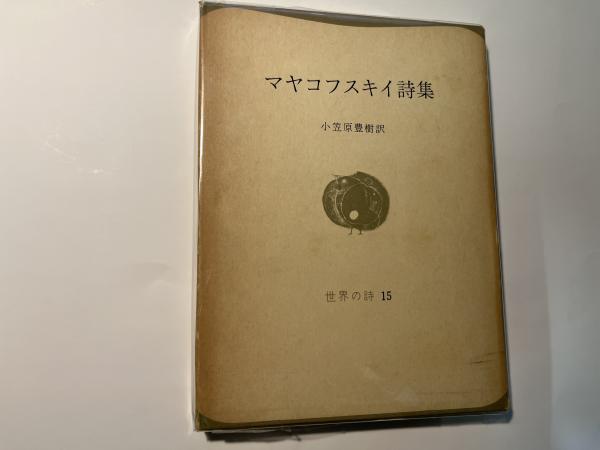 マヤコフスキイ詩集
小笠原豊樹訳
世界の詩 15